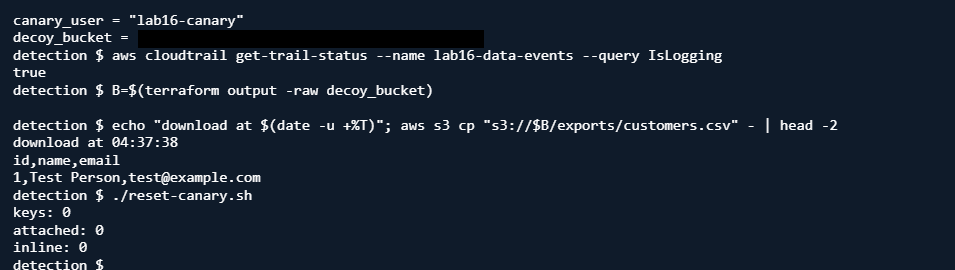 canary_user = "lab16-canary"
decoy_bucket =
detection $ aws cloudtrail get-trail-status --name lab16-data-events --query IsLogging
true
detection $ B=$(terraform output -raw decoy_bucket)
detection $ echo "download at $(date -u +%T)"; aws s3 cp "s3://$B/exports/customers.csv" - | head -2
download at 04:37:38
id,name,email
1,Test Person,test@example.com
detection $ ./reset-canary.sh
keys: 0
attached: 0
inline: 0
detection $